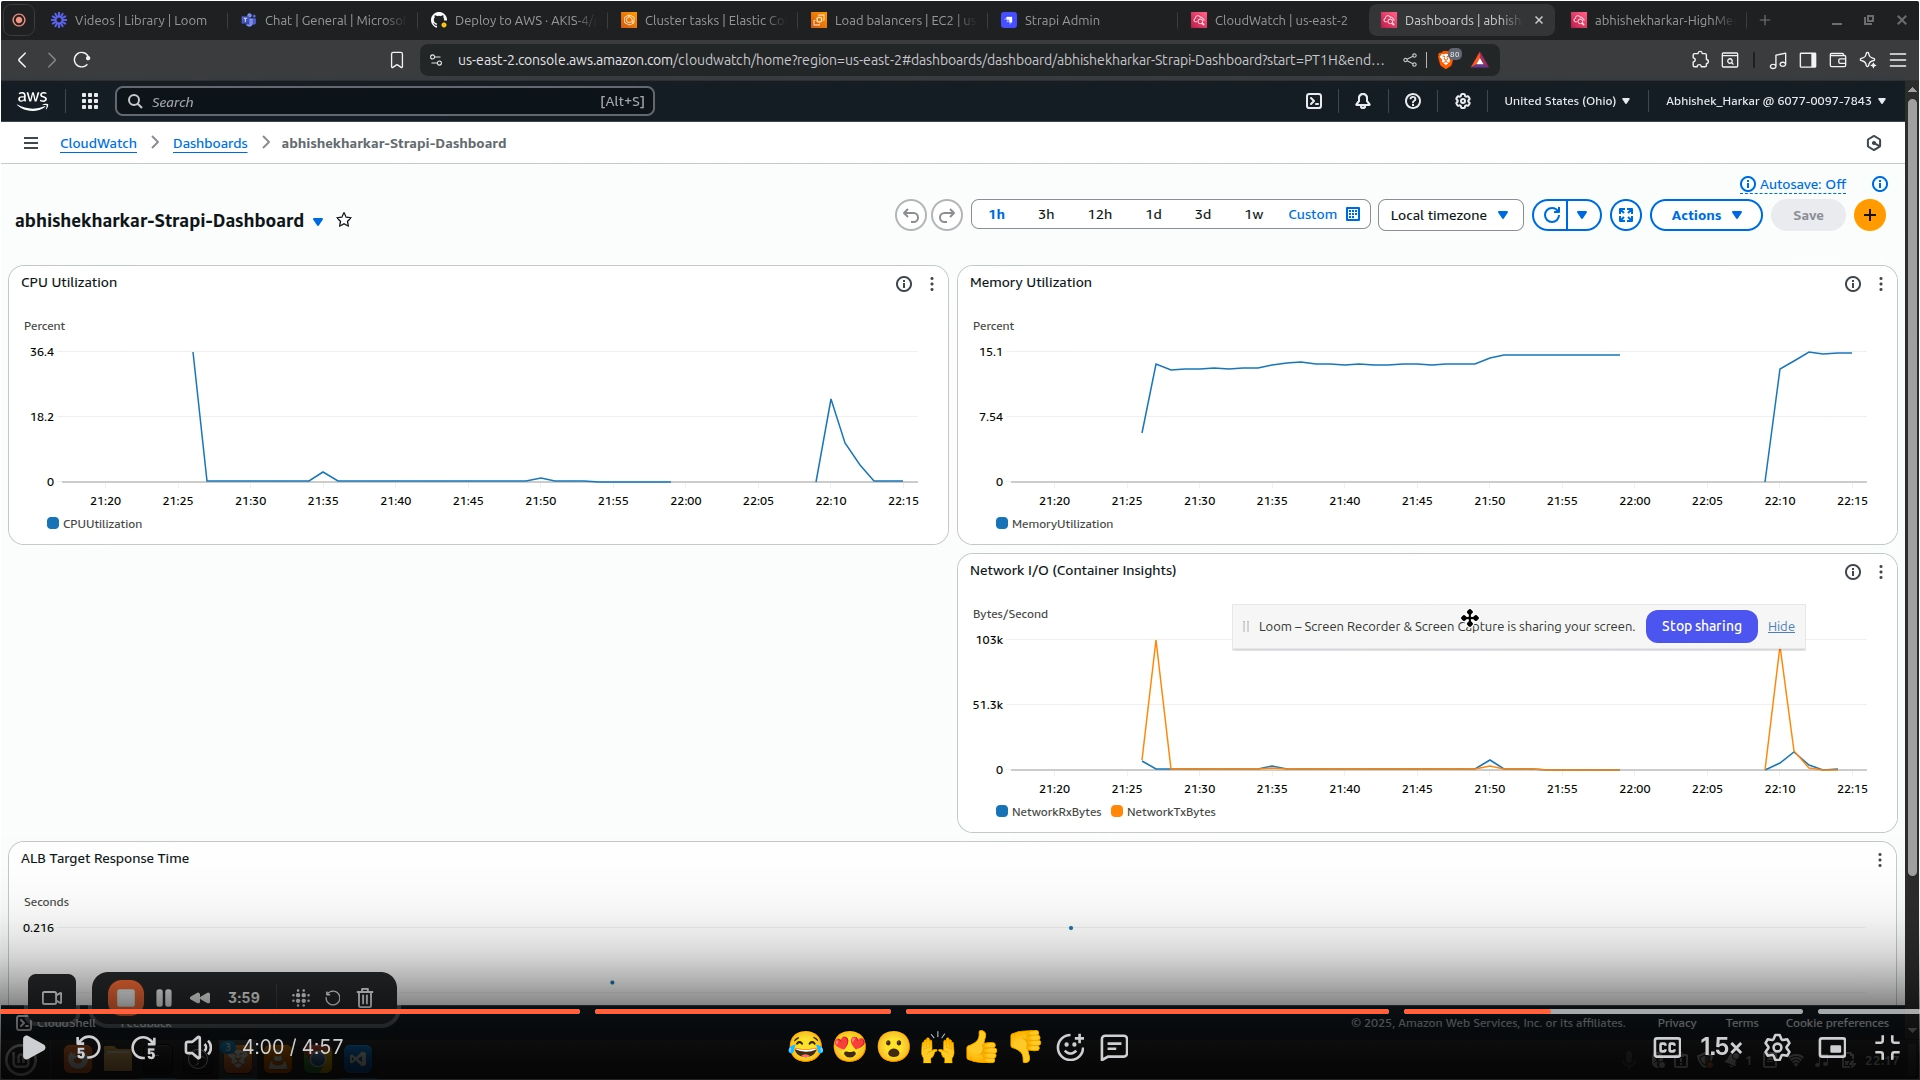 Videos | Library | Loom
Chat | General | Microso
Deploy to AWS · AKIS-4/
Cluster tasks | Elastic Co
Load balancers | EC2 | us
Strapi Admin
CloudWatch | us-east-2
Dashboards | abhish
abhishekharkar-HighMe
us-east-2.console.aws.amazon.com/cloudwatch/home?region=us-east-2#dashboards/dashboard/abhishekharkar-Strapi-Dashboard?start=PT1H&end...
80
aws
Search
[Alt+S]
United States (Ohio)
Abhishek_Harkar @ 6077-0097-7843
CloudWatch
Dashboards
abhishekharkar-Strapi-Dashboard
Autosave: Off
abhishekharkar-Strapi-Dashboard
1h 3h 12h 1d 3d 1w Custom
Local timezone
Actions
Save
CPU Utilization
Percent
36.4
18.2
0
21:20 21:25 21:30 21:35 21:40 21:45 21:50 21:55 22:00 22:05 22:10 22:15
CPUUtilization
Memory Utilization
Percent
15.1
7.54
0
21:20 21:25 21:30 21:35 21:40 21:45 21:50 21:55 22:00 22:05 22:10 22:15
MemoryUtilization
Network I/O (Container Insights)
Bytes/Second
103k
51.3k
0
21:20 21:25 21:30 21:35 21:40 21:45 21:50 21:55 22:00 22:05 22:10 22:15
NetworkRxBytes NetworkTxBytes
Loom – Screen Recorder & Screen Capture is sharing your screen.
Stop sharing
Hide
ALB Target Response Time
Seconds
0.216
3:59
CloudShell
Feedback
© 2025, Amazon Web Services, Inc. or its affiliates.
Privacy
Terms
Cookie preferences
5
5
4:00 / 4:57
CC
1.5×